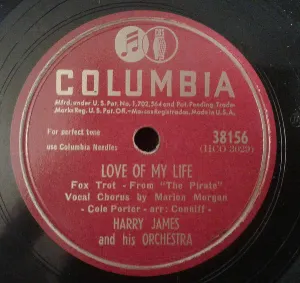 COLUMBIA
Mfrd. under U.S. Pat. No. 1,702,564 and Pat. Pending Trade-
Marks Reg. U.S. Pat. Off. - Marcas Registradas. Made in U.S.A.
For perfect tone
use Columbia Needles
38156
LOVE OF MY LIFE
Fox Trot - From "The Pirate"
Vocal Chorus by Marion Morgan
- Cole Porter - arr: Conniff -
HARRY JAMES
and his ORCHESTRA